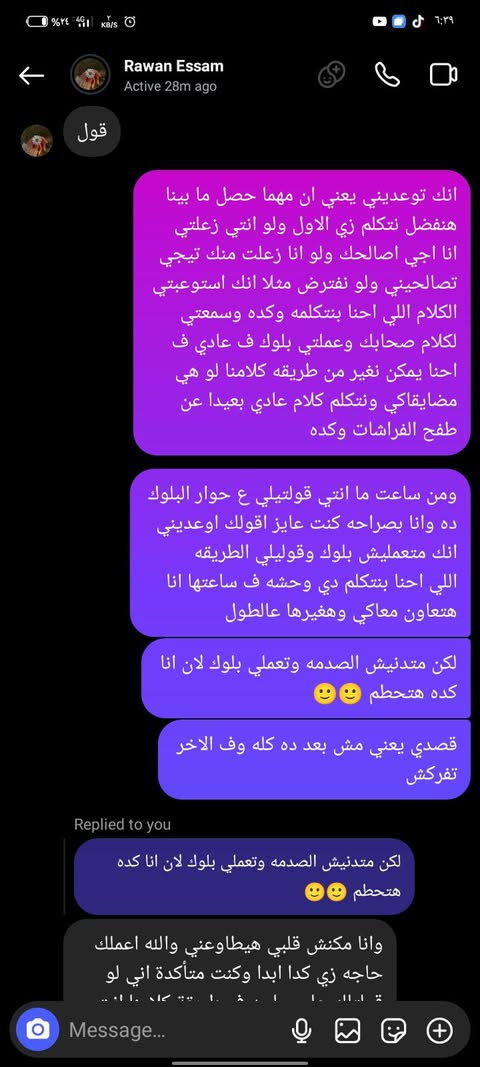 ٦:٣٩
%٢٤
4G
٢
KB/S
Rawan Essam
Active 28m ago
قول
انك توعديني يعني ان مهما حصل ما بينا
هنفضل نتكلم زي الاول ولو انتي زعلتي
انا اجي اصالحك ولو انا زعلت منك تيجي
تصالحيني ولو نفترض مثلا انك استوعبتي
الكلام اللي احنا بنتكلمه وكده وسمعتي
لكلام صحابك وعملتي بلوك ف عادي ف
احنا يمكن نغير من طريقه كلامنا لو هي
مضايقاكي ونتكلم كلام عادي بعيدا عن
طفح الفراشات وكده
ومن ساعت ما انتي قولتيلي ع حوار البلوك
ده وانا بصراحه كنت عايز اقولك اوعديني
انك متعمليش بلوك وقوليلي الطريقه
اللي احنا بنتكلم دي وحشه ف ساعتها انا
هتعاون معاكي وهغيرها عالطول
لكن متدنيش الصدمه وتعملي بلوك لان انا
كده هتحطم 🙂🙂
قصدي يعني مش بعد ده كله وف الاخر
تفركش
Replied to you
لكن متدنيش الصدمه وتعملي بلوك لان انا كده
هتحطم 🙂🙂
وانا مكنش قلبي هيطاوعني والله اعملك
حاجه زي كدا ابدا وكنت متأكدة اني لو
Message...